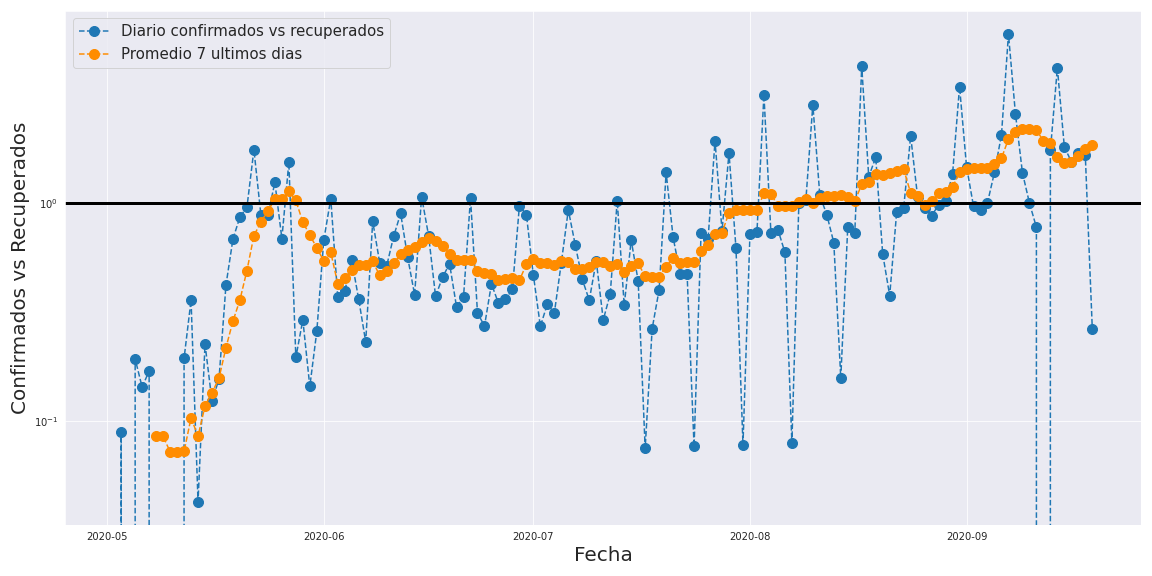 Diario confirmados vs recuperados
Promedio 7 ultimos dias
Confirmados vs Recuperados
10⁰
10⁻¹
2020-05
2020-06
2020-07
2020-08
2020-09
Fecha